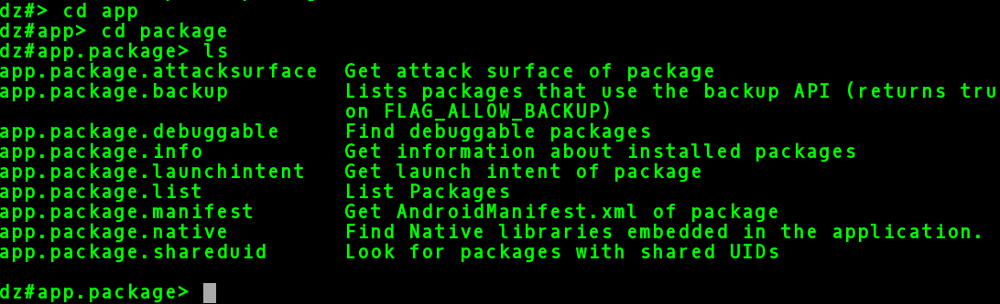 dz#> cd app
dz#app> cd package
dz#app.package> ls
app.package.attacksurface  Get attack surface of package
app.package.backup         Lists packages that use the backup API (returns tru
                           on FLAG_ALLOW_BACKUP)
app.package.debuggable     Find debuggable packages
app.package.info           Get information about installed packages
app.package.launchintent   Get launch intent of package
app.package.list           List Packages
app.package.manifest       Get AndroidManifest.xml of package
app.package.native         Find Native libraries embedded in the application.
app.package.shareduid      Look for packages with shared UIDs
dz#app.package>